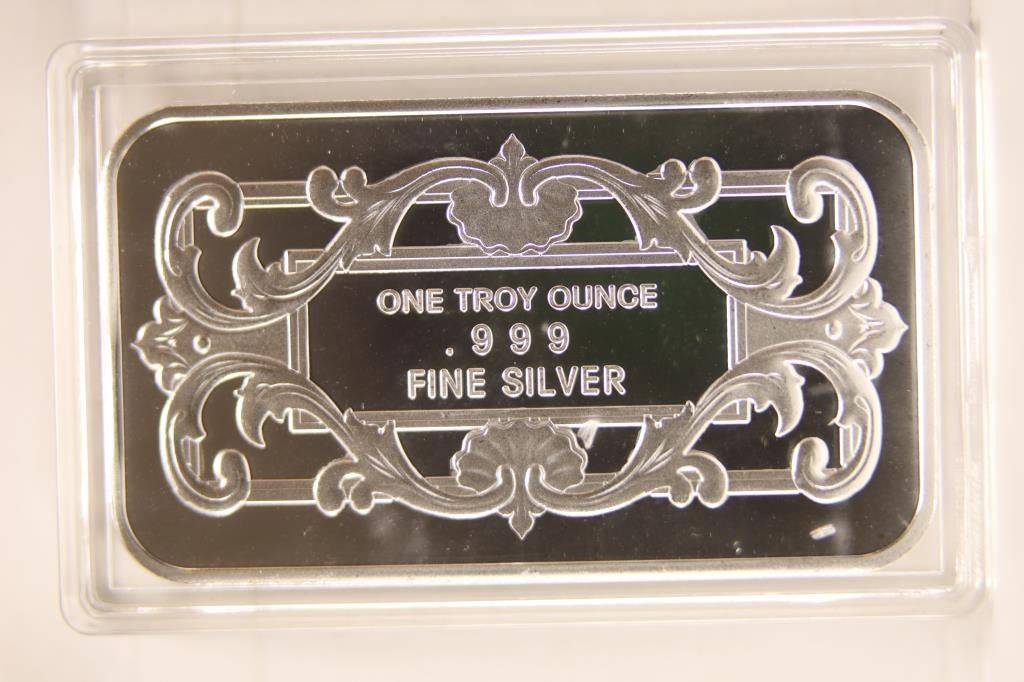 ONE TROY OUNCE
.999
FINE SILVER